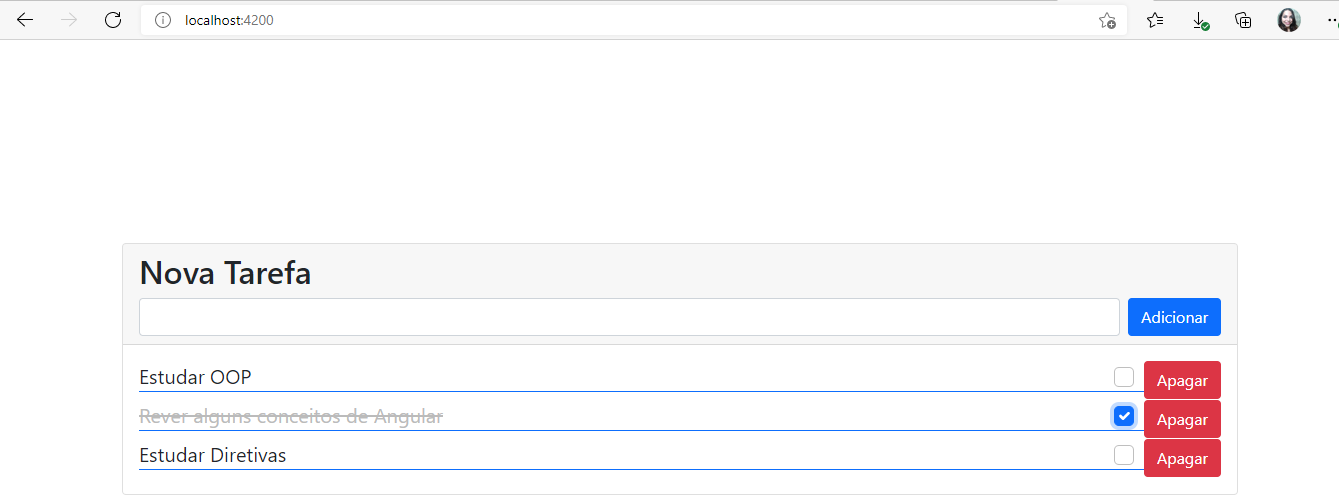 localhost:4200
Nova Tarefa
Adicionar
Estudar OOP Apagar
Rever alguns conceitos de Angular Apagar
Estudar Diretivas Apagar